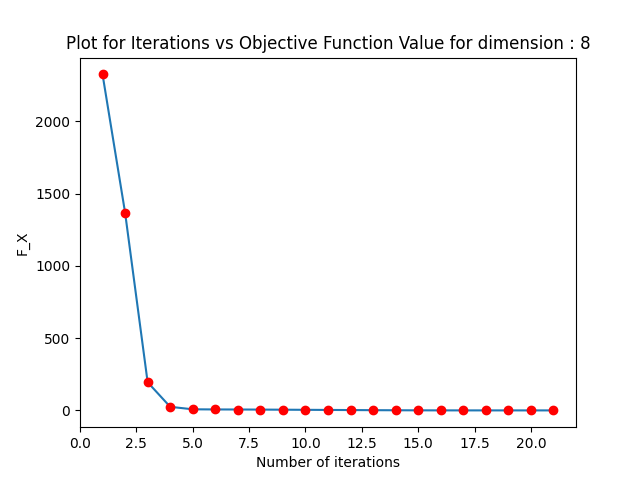 Plot for Iterations vs Objective Function Value for dimension : 8
F_X
2000
1500
1000
500
0
0.0 2.5 5.0 7.5 10.0 12.5 15.0 17.5 20.0
Number of iterations